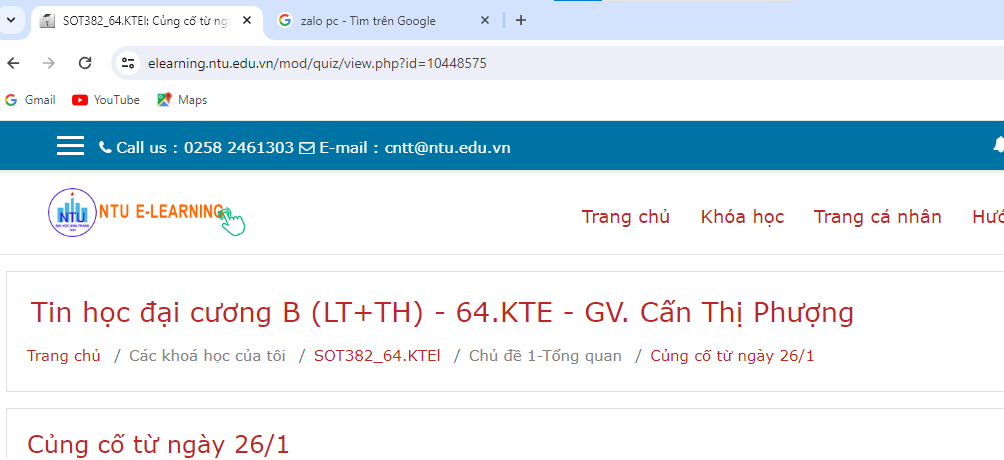 SOT382_64.KTEl: Củng cố từ ng
zalo pc - Tìm trên Google
elearning.ntu.edu.vn/mod/quiz/view.php?id=10448575
Gmail YouTube Maps
Call us : 0258 2461303 E-mail : cntt@ntu.edu.vn
NTU NTU E-LEARNING
Trang chủ Khóa học Trang cá nhân Hướ
Tin học đại cương B (LT+TH) - 64.KTE - GV. Cấn Thị Phượng
Trang chủ / Các khoá học của tôi / SOT382_64.KTEl / Chủ đề 1-Tổng quan / Củng cố từ ngày 26/1
Củng cố từ ngày 26/1